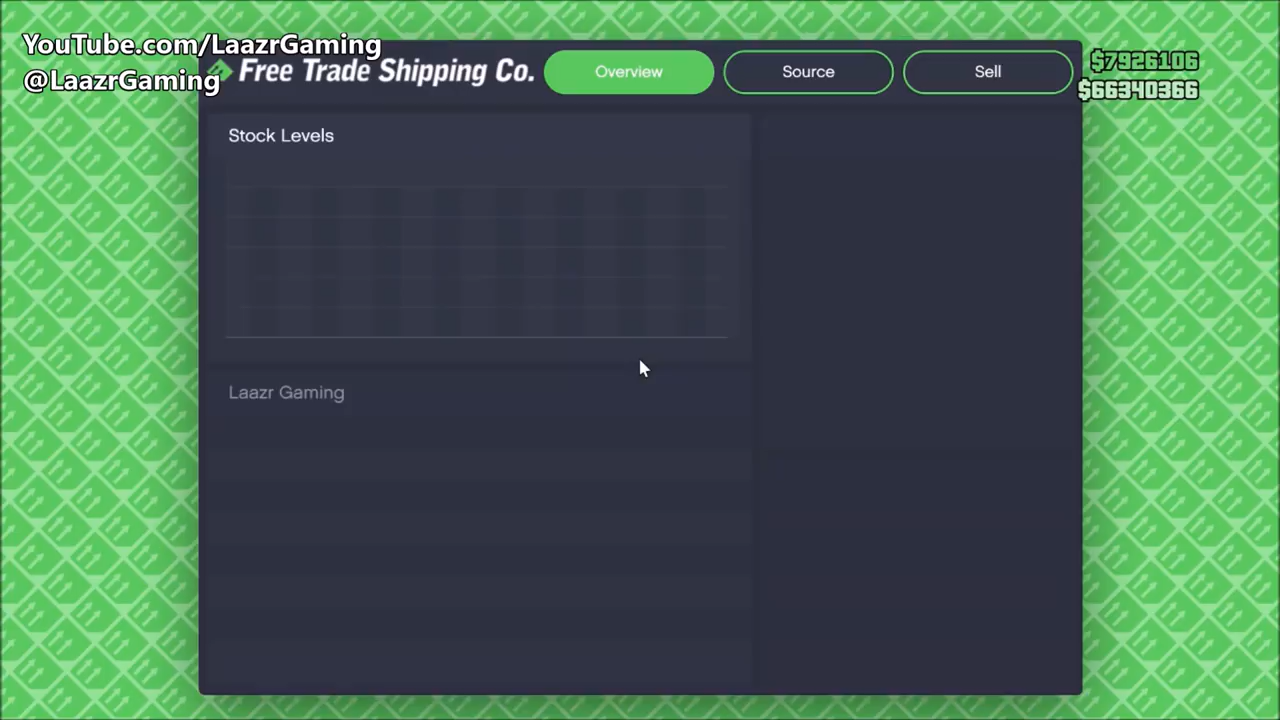 YouTube.com/LaazrGaming
@LaazrGaming
Free Trade Shipping Co.
Overview
Source
Sell
$7926106
$66340366
Stock Levels
Laazr Gaming